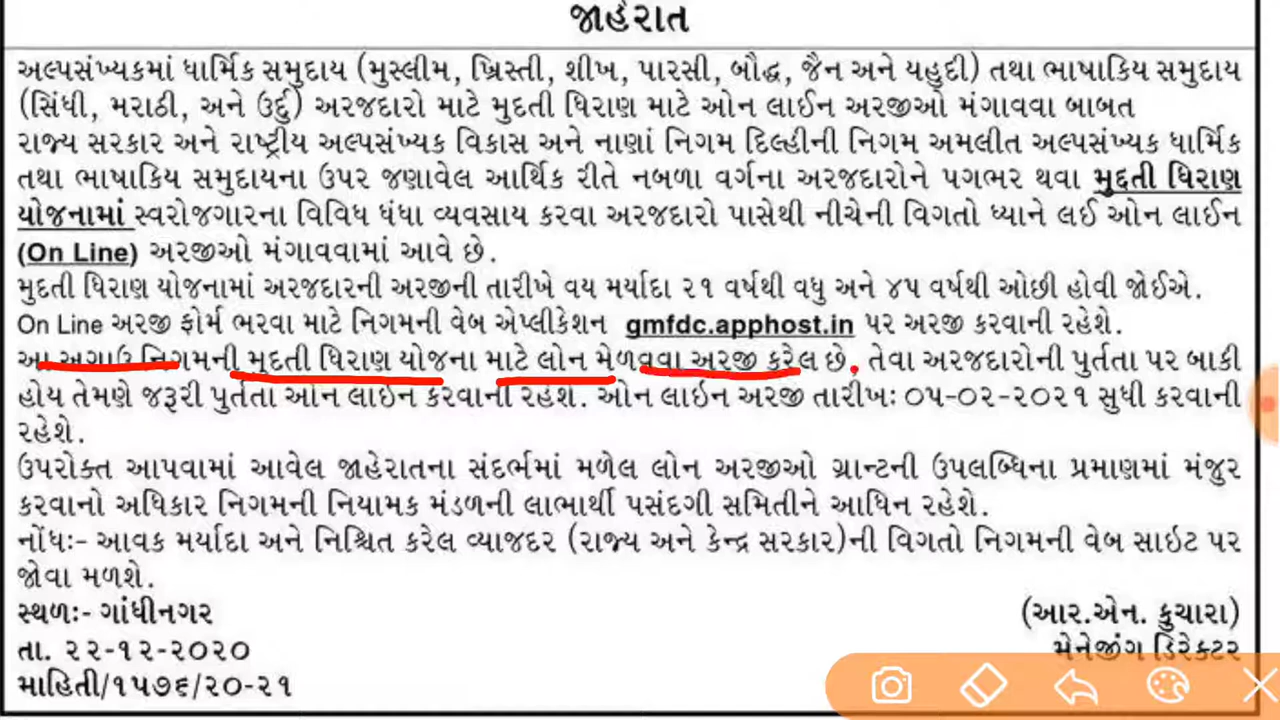 જાહેરાત
અલ્પસંખ્યકમાં ધાર્મિક સમુદાય (મુસ્લીમ, ખ્રિસ્તી, શીખ, પારસી, બૌદ્ધ, જૈન અને યહુદી) તથા ભાષાકિય સમુદાય
(સિંધી, મરાઠી, અને ઉર્દુ) અરજદારો માટે મુદતી ધિરાણ માટે ઓન લાઈન અરજીઓ મંગાવવા બાબત
રાજ્ય સરકાર અને રાષ્ટ્રીય અલ્પસંખ્યક વિકાસ અને નાણાં નિગમ દિલ્હીની નિગમ અમલીત અલ્પસંખ્યક ધાર્મિક
તથા ભાષાકિય સમુદાયના ઉપર જણાવેલ આર્થિક રીતે નબળા વર્ગના અરજદારોને પગભર થવા મુદ્દતી ધિરાણ
યોજનામાં સ્વરોજગારના વિવિધ ધંધા વ્યવસાય કરવા અરજદારો પાસેથી નીચેની વિગતો ધ્યાને લઈ ઓન લાઈન
(On Line) અરજીઓ મંગાવવામાં આવે છે.
મુદતી ધિરાણ યોજનામાં અરજદારની અરજીની તારીખે વય મર્યાદા ૨૧ વર્ષથી વધુ અને ૪૫ વર્ષથી ઓછી હોવી જોઈએ.
On Line અરજી ફોર્મ ભરવા માટે નિગમની વેબ એપ્લીકેશન gmfdc.apphost.in પર અરજી કરવાની રહેશે.
આ અગાઉ નિગમની મુદતી ધિરાણ યોજના માટે લોન મેળવવા અરજી કરેલ છે. તેવા અરજદારોની પુર્તતા પર બાકી
હોય તેમણે જરૂરી પુર્તતા ઓન લાઈન કરવાની રહેશે. ઓન લાઇન અરજી તારીખઃ ૦૫-૦૨-૨૦૨૧ સુધી કરવાની
રહેશે.
ઉપરોક્ત આપવામાં આવેલ જાહેરાતના સંદર્ભમાં મળેલ લોન અરજીઓ ગ્રાન્ટની ઉપલબ્ધિના પ્રમાણમાં મંજુર
કરવાનો અધિકાર નિગમની નિયામક મંડળની લાભાર્થી પસંદગી સમિતીને આધિન રહેશે.
નોંધઃ- આવક મર્યાદા અને નિશ્ચિત કરેલ વ્યાજદર (રાજ્ય અને કેન્દ્ર સરકાર)ની વિગતો નિગમની વેબ સાઇટ પર
જોવા મળશે.
સ્થળઃ- ગાંધીનગર (આર.એન. કુચારા)
તા. ૨૨-૧૨-૨૦૨૦ મેનેજીંગ ડિરેક્ટર
માહિતી/૧૫૭૬/૨૦-૨૧